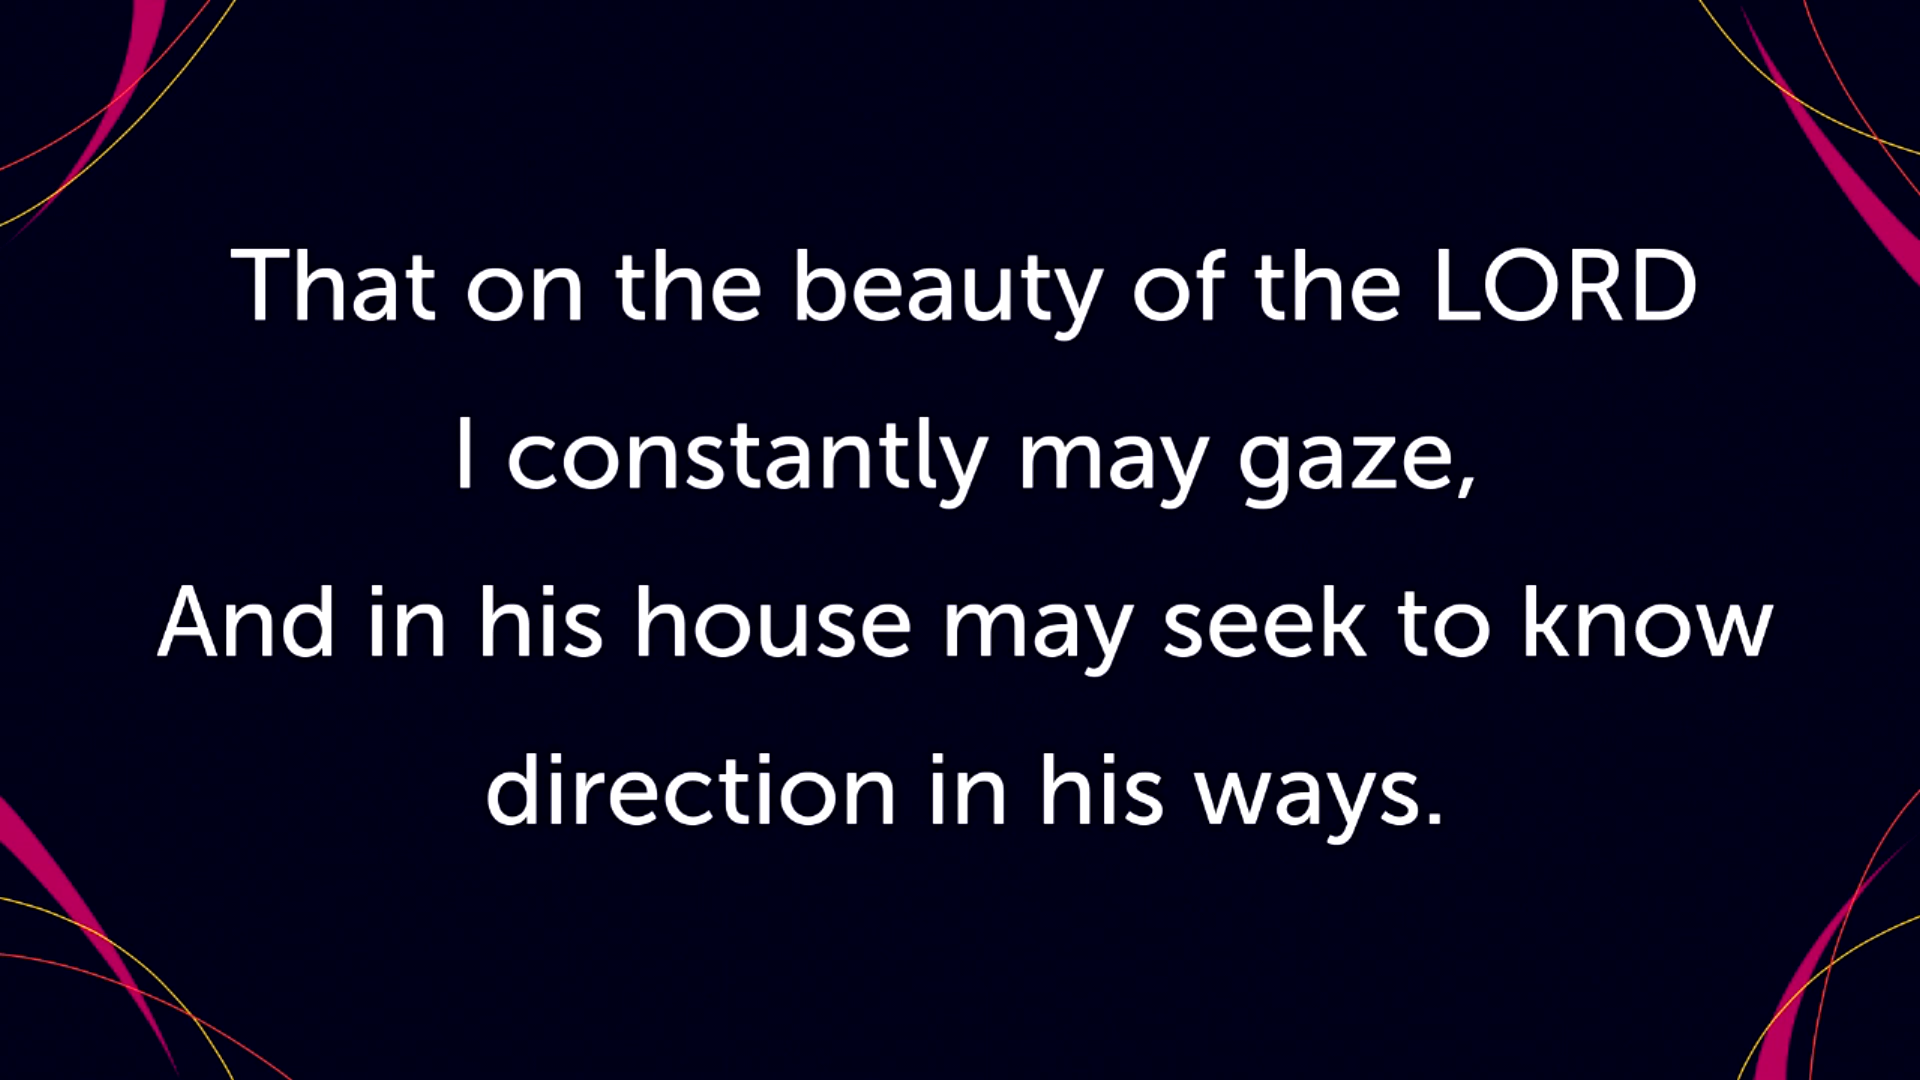 That on the beauty of the LORD
I constantly may gaze,
And in his house may seek to know
direction in his ways.